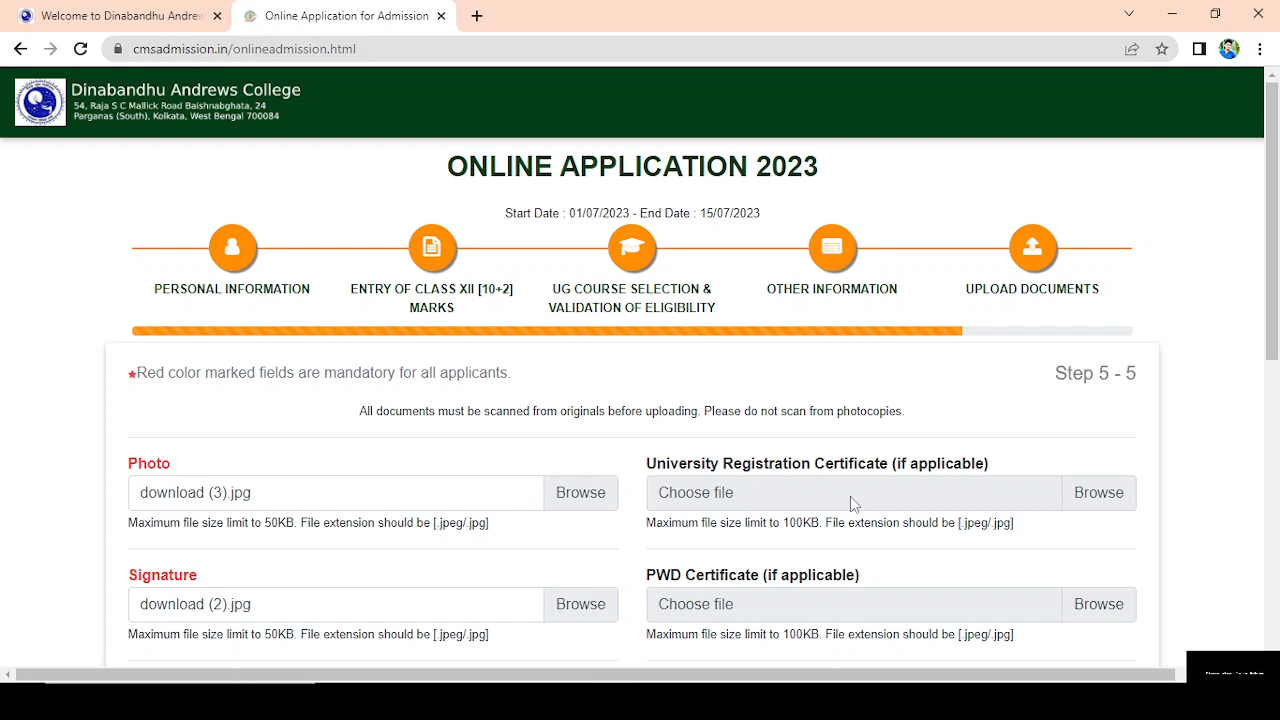 Welcome to Dinabandhu Andrew
Online Application for Admission
cmsadmission.in/onlineadmission.html
Dinabandhu Andrews College
54, Raja S C Mallick Road Baishnabghata, 24
Parganas (South), Kolkata, West Bengal 700084
ONLINE APPLICATION 2023
Start Date : 01/07/2023 - End Date : 15/07/2023
PERSONAL INFORMATION
ENTRY OF CLASS XII [10+2]
MARKS
UG COURSE SELECTION &
VALIDATION OF ELIGIBILITY
OTHER INFORMATION
UPLOAD DOCUMENTS
Red color marked fields are mandatory for all applicants.
Step 5 - 5
All documents must be scanned from originals before uploading. Please do not scan from photocopies.
Photo
download (3).jpg
Browse
Maximum file size limit to 50KB. File extension should be [.jpeg/.jpg]
University Registration Certificate (if applicable)
Choose file
Browse
Maximum file size limit to 100KB. File extension should be [.jpeg/.jpg]
Signature
download (2).jpg
Browse
Maximum file size limit to 50KB. File extension should be [.jpeg/.jpg]
PWD Certificate (if applicable)
Choose file
Browse
Maximum file size limit to 100KB. File extension should be [.jpeg/.jpg]